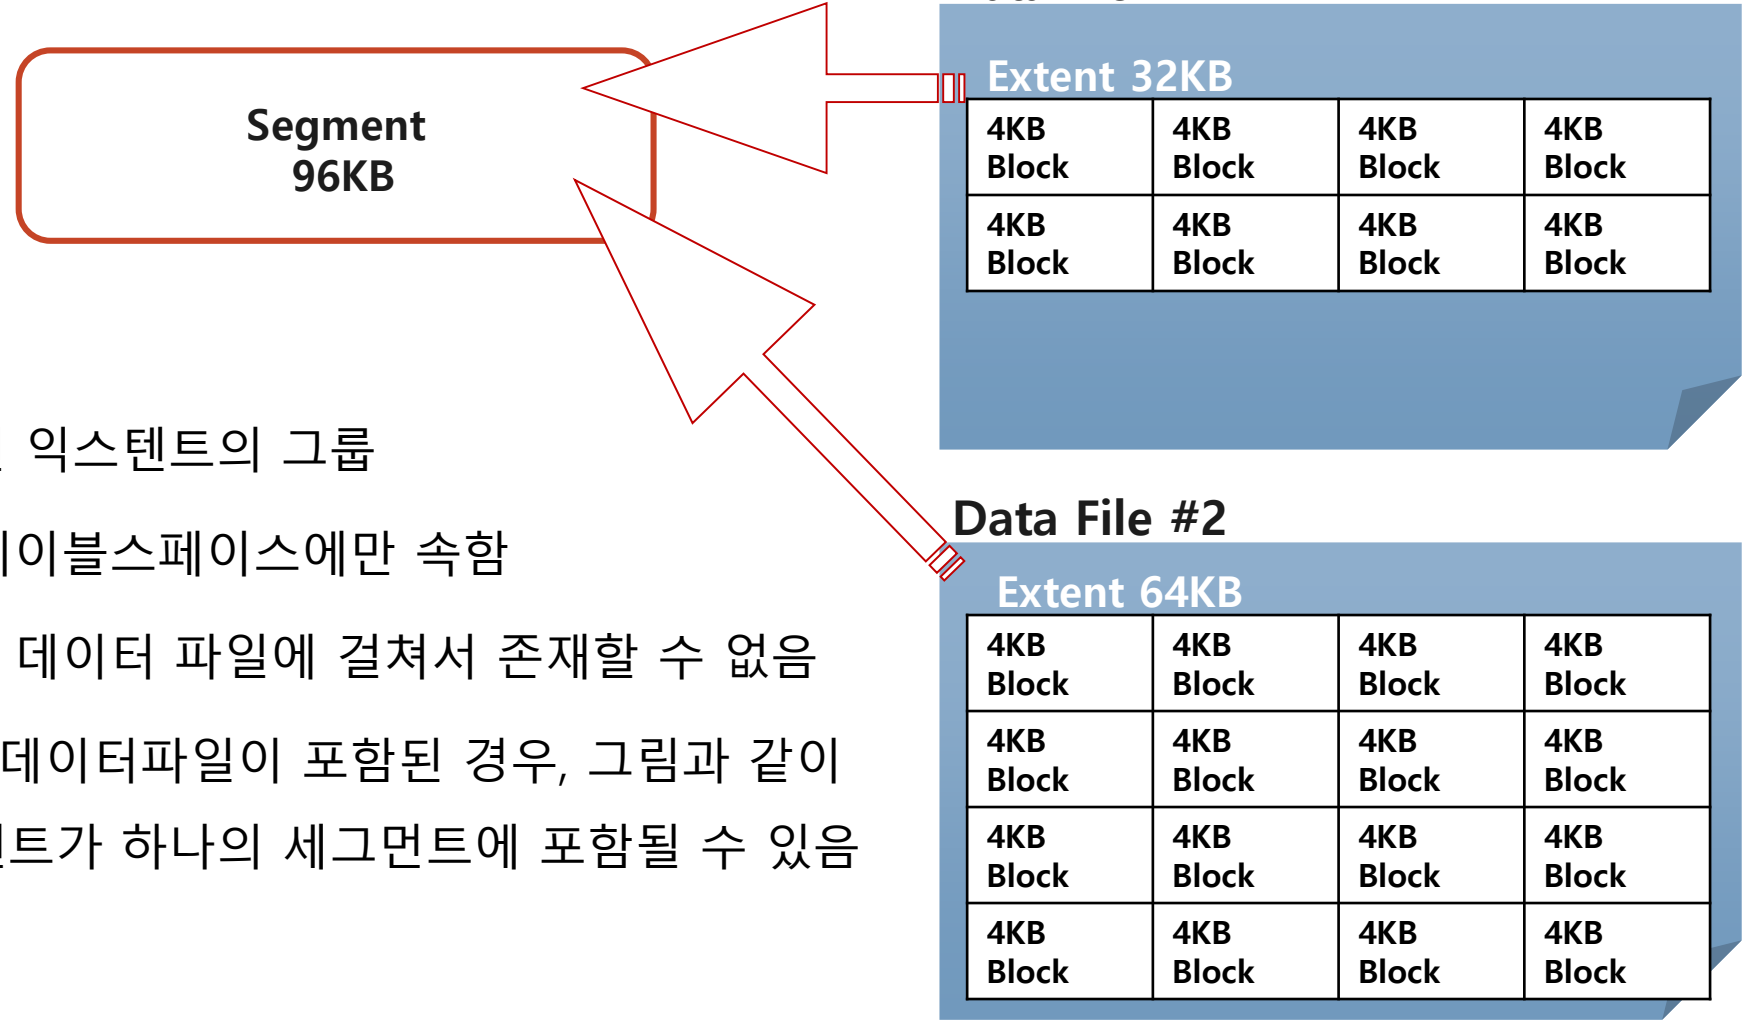 Segment
96KB
Extent 32KB
4KB Block 4KB Block 4KB Block 4KB Block
4KB Block 4KB Block 4KB Block 4KB Block
익스텐트의 그룹
테이블스페이스에만 속함
데이터 파일에 걸쳐서 존재할 수 없음
데이터파일이 포함된 경우, 그림과 같이
하나의 세그먼트에 포함될 수 있음
Data File #2
Extent 64KB
4KB Block 4KB Block 4KB Block 4KB Block
4KB Block 4KB Block 4KB Block 4KB Block
4KB Block 4KB Block 4KB Block 4KB Block
4KB Block 4KB Block 4KB Block 4KB Block